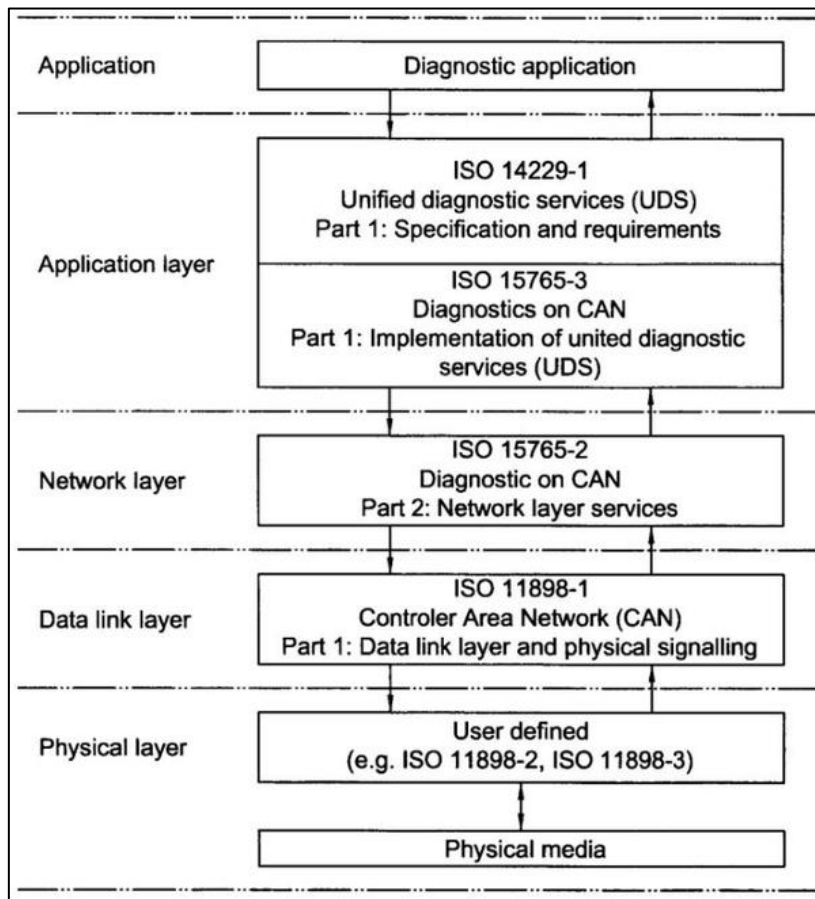 Application
Diagnostic application
Application layer
ISO 14229-1
Unified diagnostic services (UDS)
Part 1: Specification and requirements
ISO 15765-3
Diagnostics on CAN
Part 1: Implementation of united diagnostic
services (UDS)
Network layer
ISO 15765-2
Diagnostic on CAN
Part 2: Network layer services
Data link layer
ISO 11898-1
Controler Area Network (CAN)
Part 1: Data link layer and physical signalling
Physical layer
User defined
(e.g. ISO 11898-2, ISO 11898-3)
Physical media